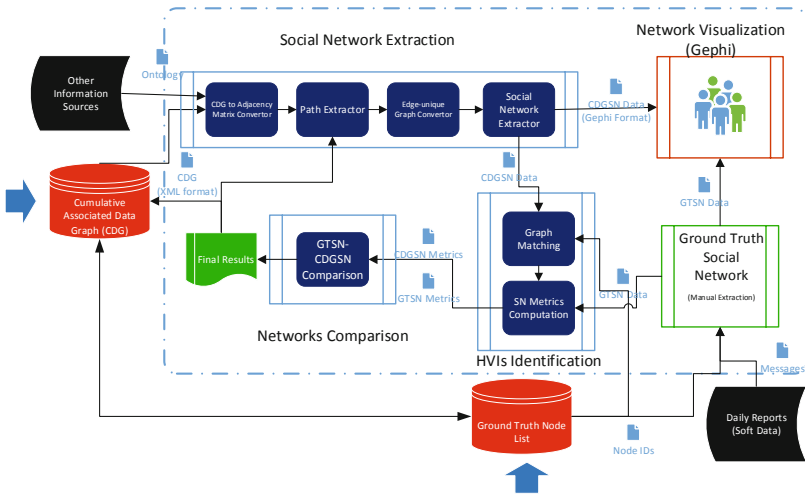 Social Network Extraction
Network Visualization
(Gephi)
Other
Information
Sources
Ontology
CDG to Adjacency
Matrix Convertor
Path Extractor
Edge-unique
Graph Convertor
Social
Network
Extractor
CDGSN Data
(Gephi Format)
CDG
(XML format)
CDGSN Data
GTSN Data
Cumulative
Associated Data
Graph (CDG)
Final Results
GTSN-
CDGSN
Comparison
CDGSN Metrics
GTSN Metrics
Graph
Matching
SN Metrics
Computation
GTSN Data
Ground Truth
Social
Network
(Manual Extraction)
Networks Comparison
HVIs Identification
Messages
Ground Truth Node
List
Node IDs
Daily Reports
(Soft Data)